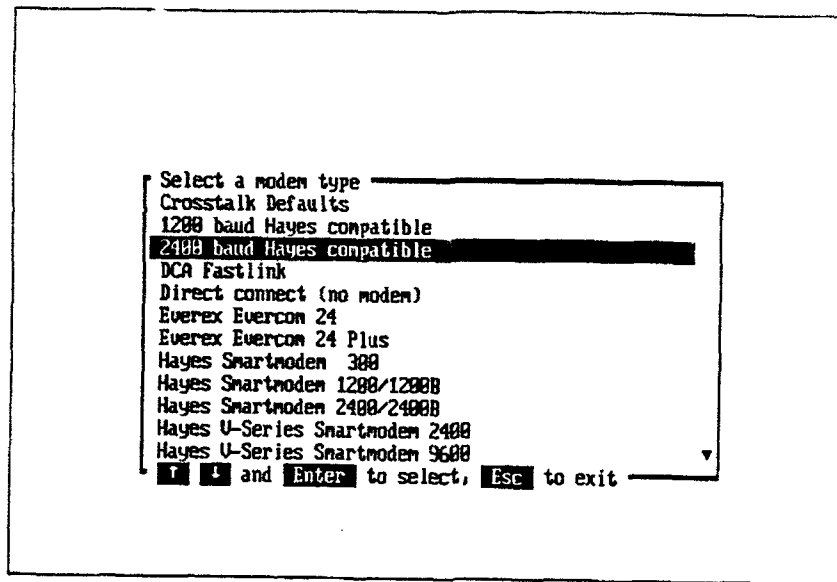 Select a modem type
Crosstalk Defaults
1200 baud Hayes compatible
2400 baud Hayes compatible
DCA Fastlink
Direct connect (no modem)
Everex Evercom 24
Everex Evercom 24 Plus
Hayes Smartmodem 300
Hayes Smartmodem 1200/1200B
Hayes Smartmodem 2400/2400B
Hayes V-Series Smartmodem 2400
Hayes V-Series Smartmodem 9600
↑ ↓ and Enter to select, Esc to exit